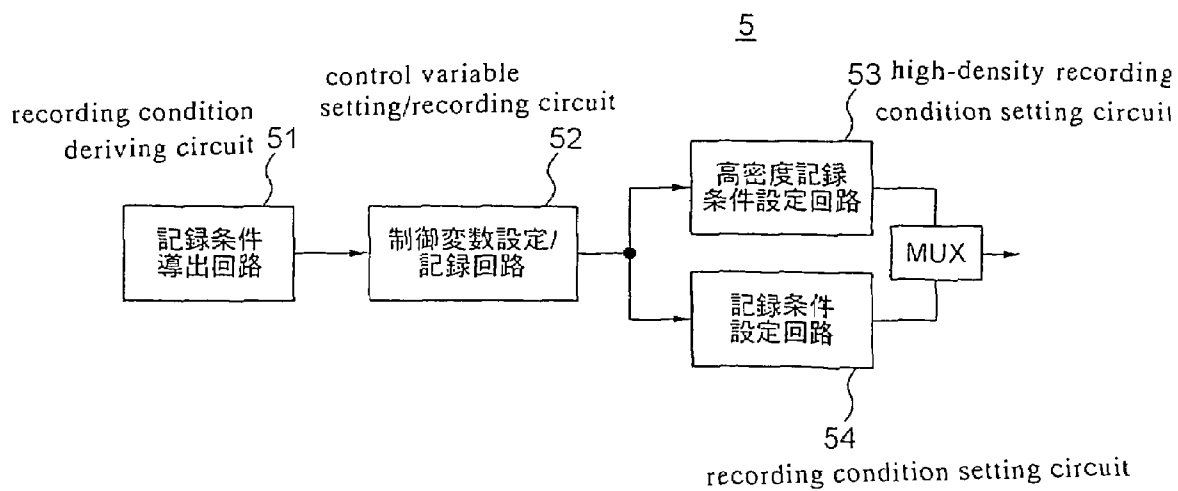 5
recording condition
deriving circuit 51
control variable
setting/recording circuit
52
53 high-density recording
condition setting circuit
記録条件
導出回路
制御変数設定/
記録回路
高密度記録
条件設定回路
記録条件
設定回路
MUX
54
recording condition setting circuit